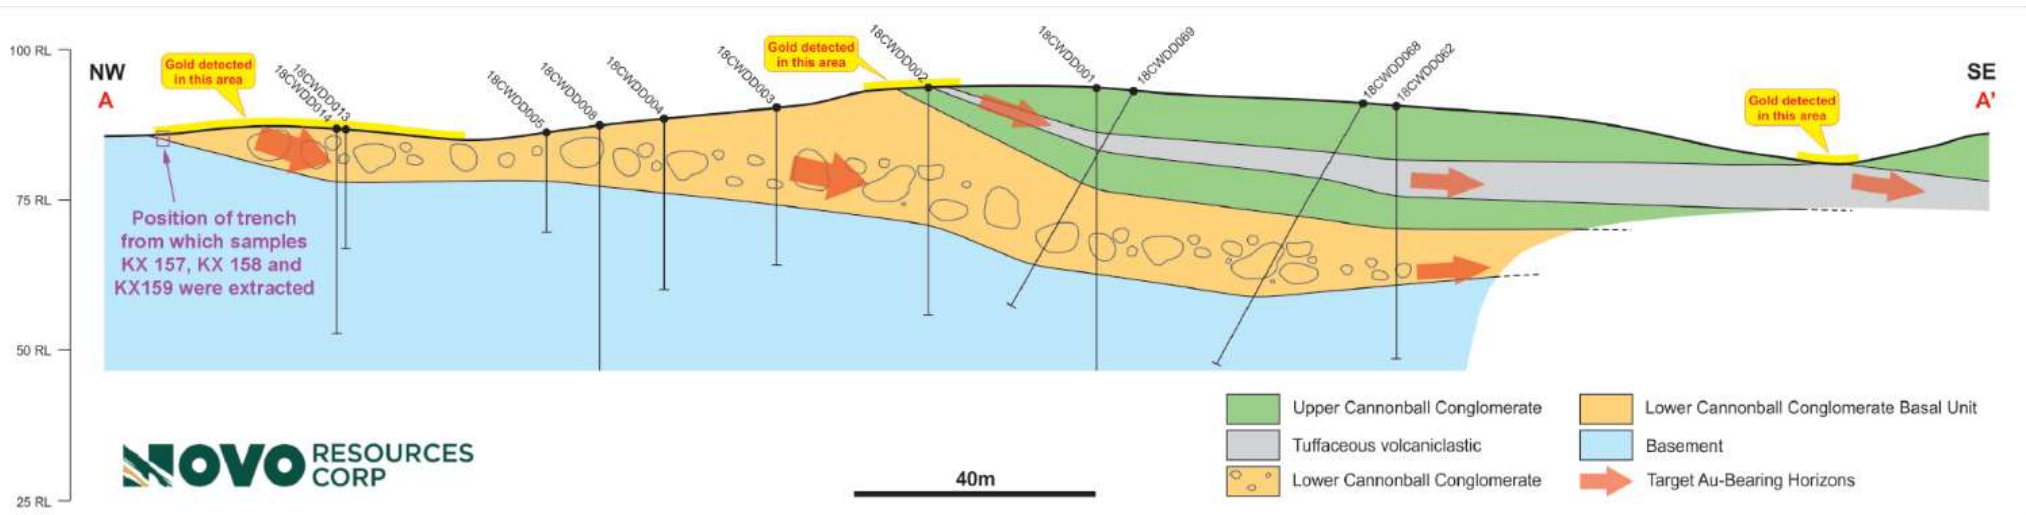 100 RL
75 RL
50 RL
25 RL
NW
A
Gold detected
in this area
18CWDD014
18CWDD013
18CWDD005
18CWDD008
18CWDD004
18CWDD003
Gold detected
in this area
18CWDD002
18CWDD001
18CWDD069
18CWDD068
18CWDD062
Gold detected
in this area
SE
A'
Position of trench
from which samples
KX 157, KX 158 and
KX159 were extracted
NOVO RESOURCES
CORP
40m
Upper Cannonball Conglomerate
Tuffaceous volcaniclastic
Lower Cannonball Conglomerate
Lower Cannonball Conglomerate Basal Unit
Basement
Target Au-Bearing Horizons